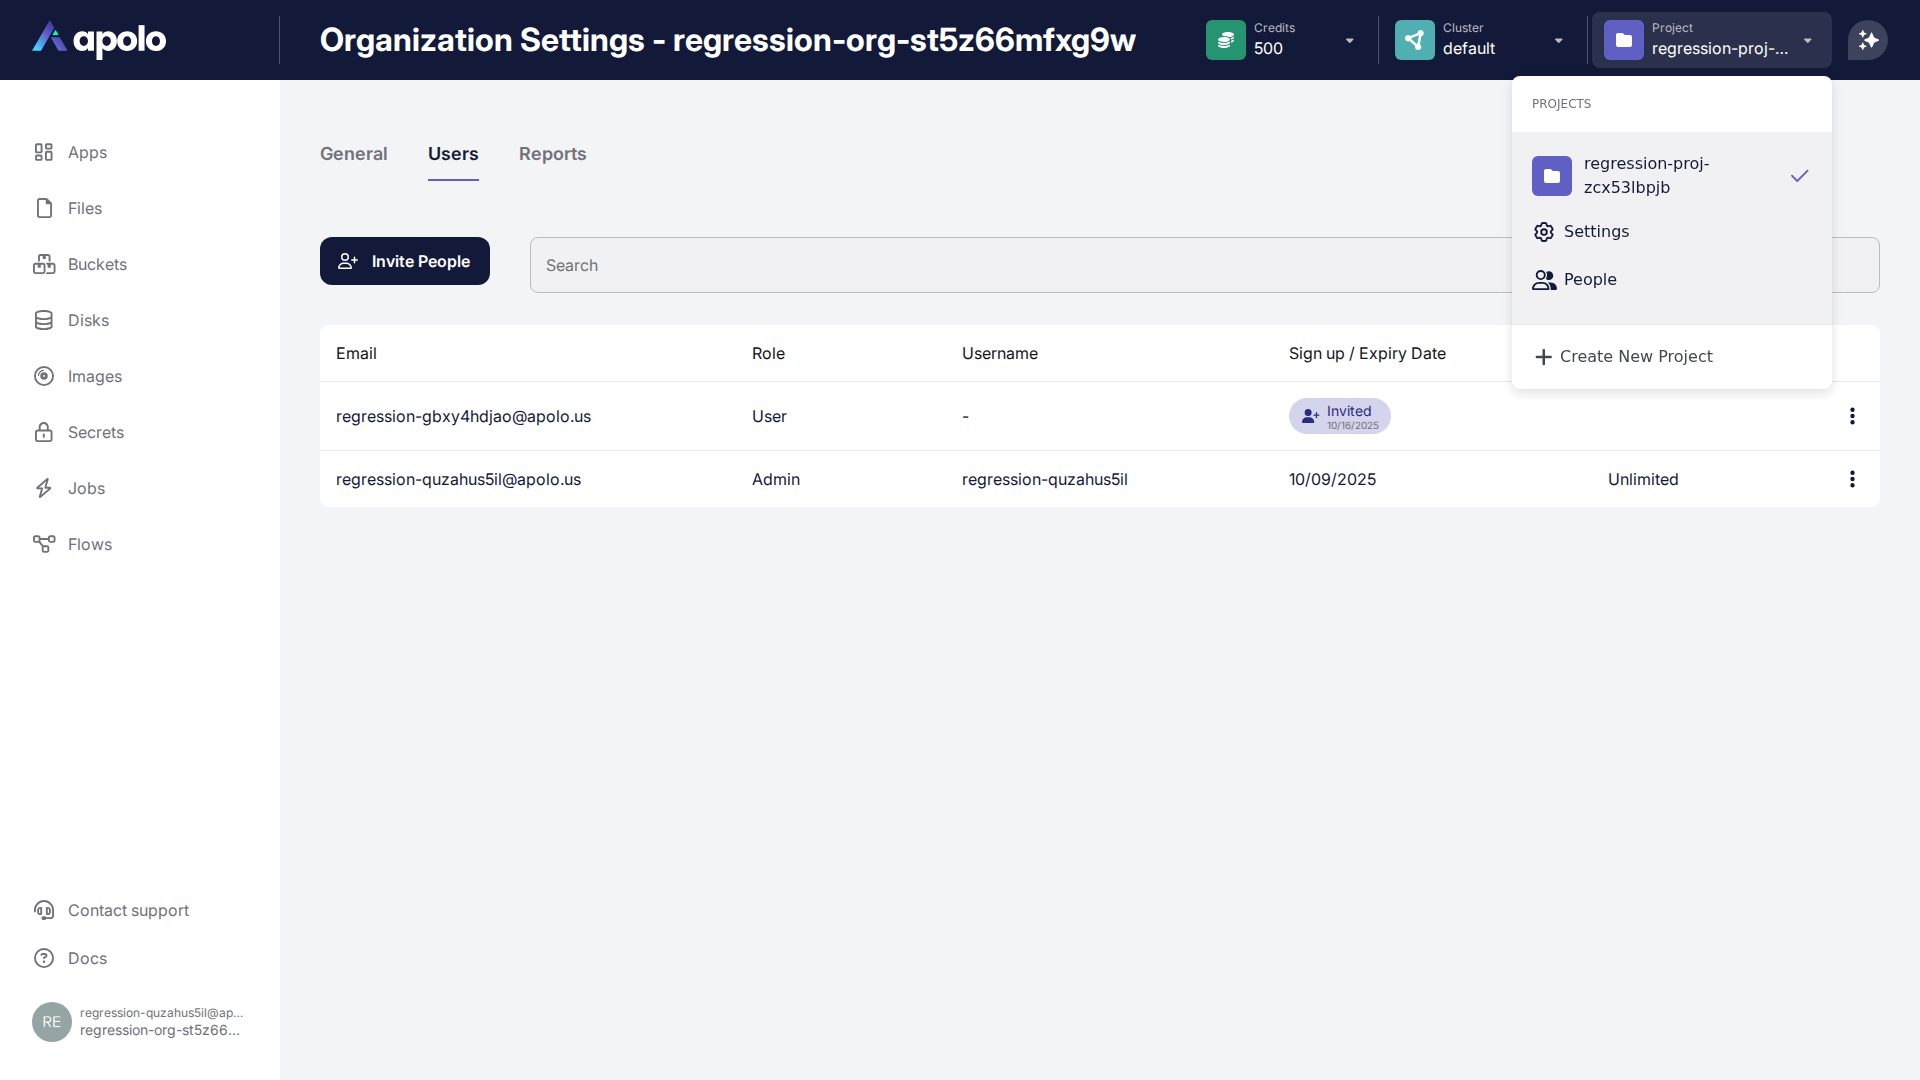 apolo
Organization Settings - regression-org-st5z66mfxg9w
Credits
500
Cluster
default
Project
regression-proj-...
PROJECTS
regression-proj-
zcx53lbpjb
Settings
People
Create New Project
Apps
Files
Buckets
Disks
Images
Secrets
Jobs
Flows
Contact support
Docs
RE
regression-quzahus5il@ap...
regression-org-st5z66...
General
Users
Reports
Invite People
Search
Email
Role
Username
Sign up / Expiry Date
regression-gbxy4hdjao@apolo.us
User
-
Invited
10/16/2025
regression-quzahus5il@apolo.us
Admin
regression-quzahus5il
10/09/2025
Unlimited